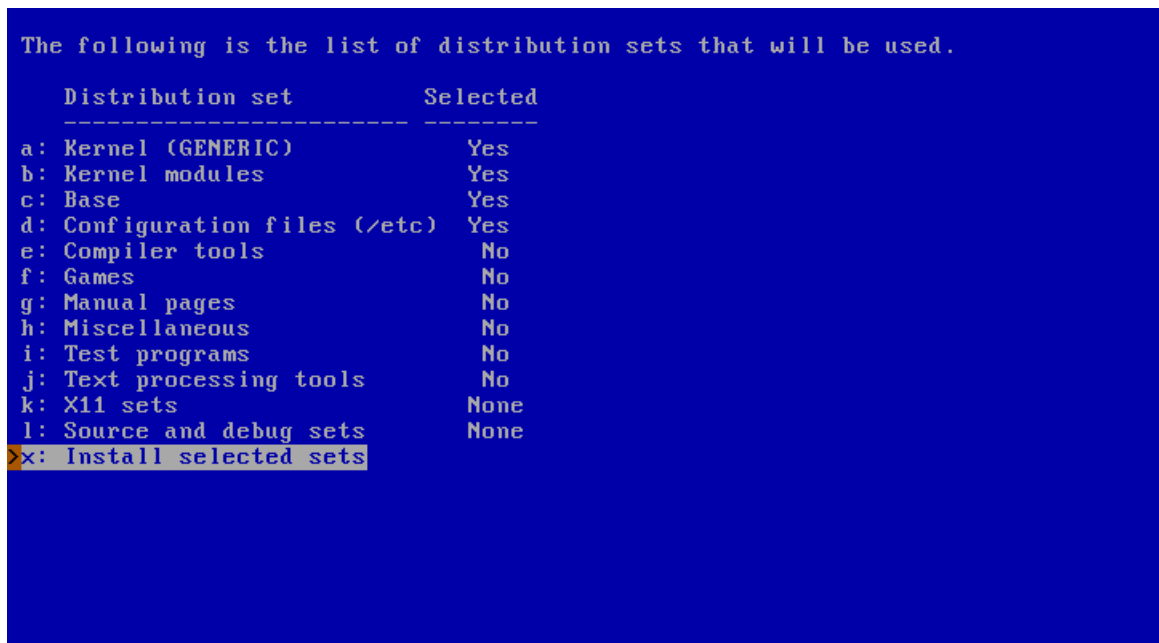 The following is the list of distribution sets that will be used.
Distribution set Selected
------------------------ --------
a: Kernel (GENERIC) Yes
b: Kernel modules Yes
c: Base Yes
d: Configuration files (/etc) Yes
e: Compiler tools No
f: Games No
g: Manual pages No
h: Miscellaneous No
i: Test programs No
j: Text processing tools No
k: X11 sets None
l: Source and debug sets None
>x: Install selected sets